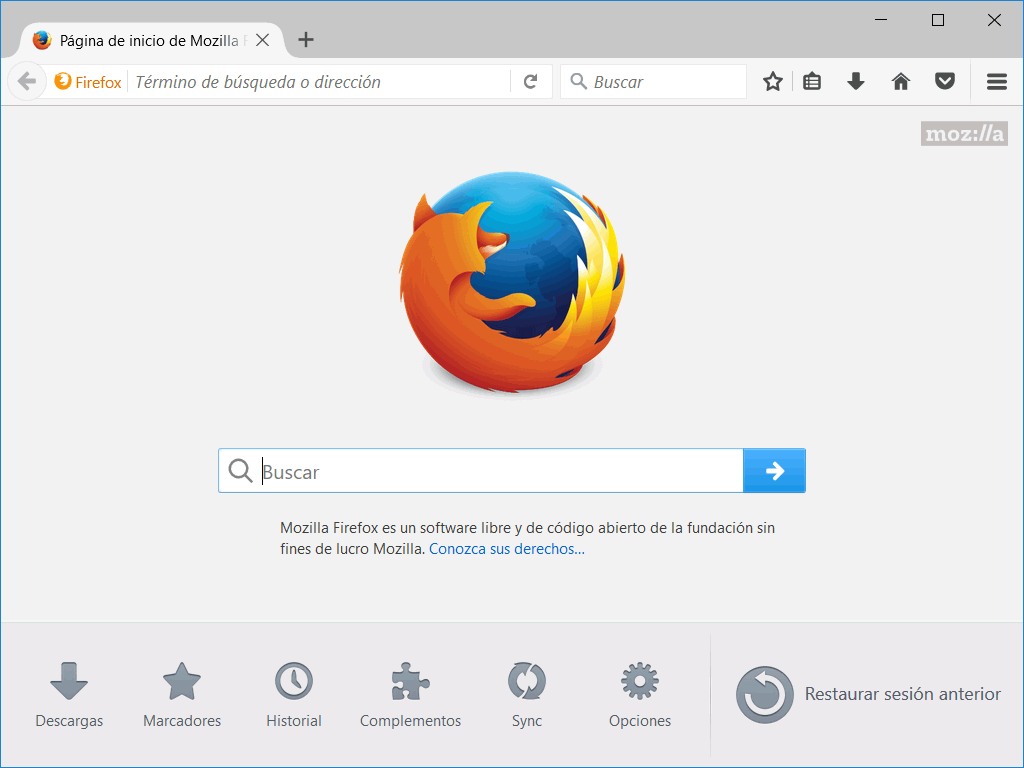 Página de inicio de Mozilla
Firefox
Término de búsqueda o dirección
Buscar
moz://a
Buscar
Mozilla Firefox es un software libre y de código abierto de la fundación sin
fines de lucro Mozilla. Conozca sus derechos...
Descargas
Marcadores
Historial
Complementos
Sync
Opciones
Restaurar sesión anterior